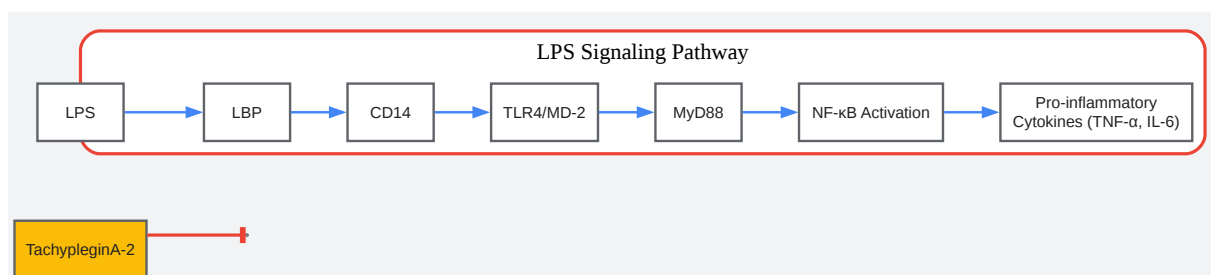 LPS Signaling Pathway
LPS
LBP
CD14
TLR4/MD-2
MyD88
NF-κB Activation
Pro-inflammatory
Cytokines (TNF-α, IL-6)
TachypleginA-2